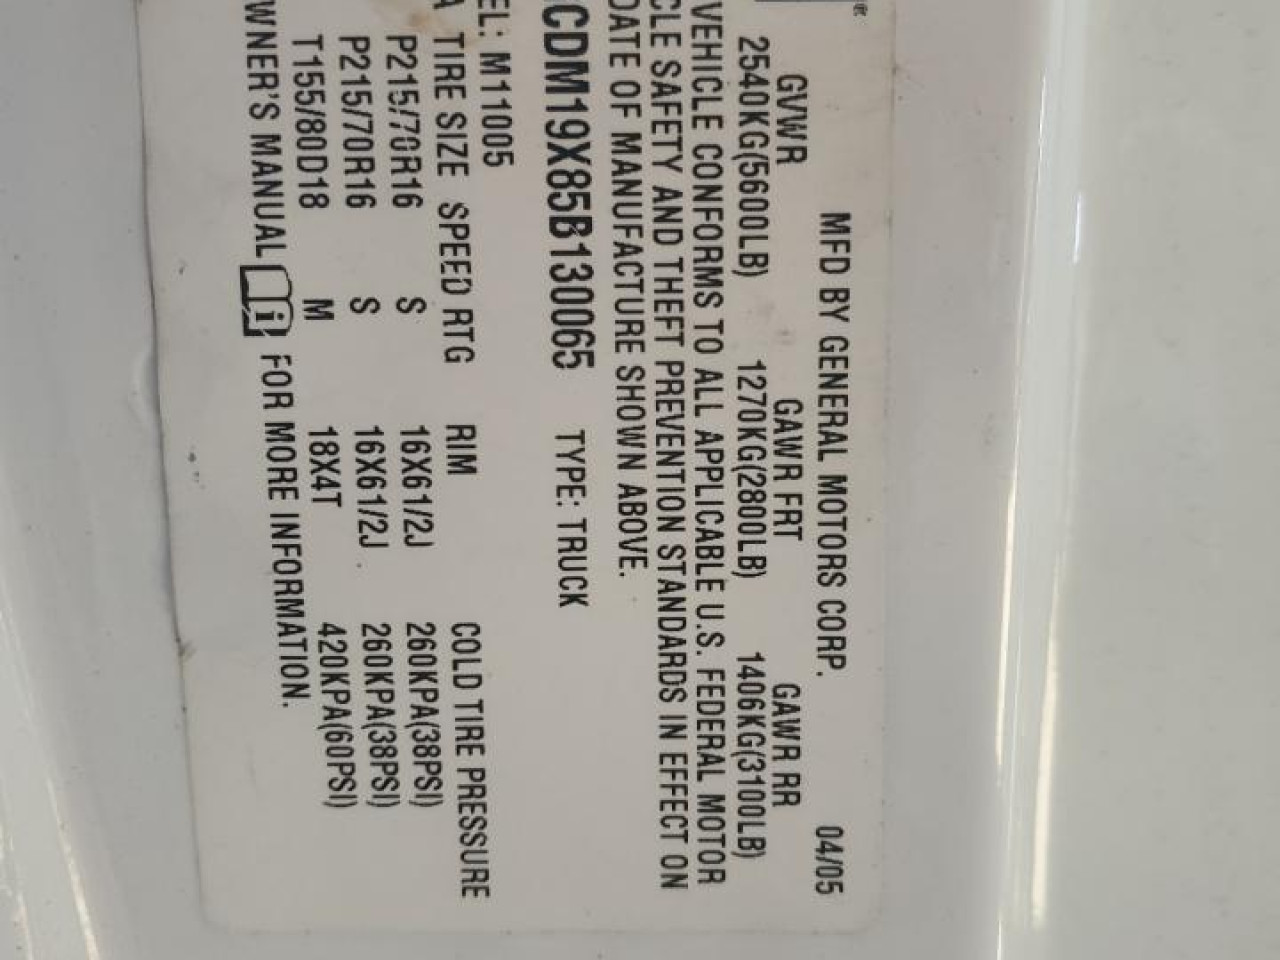 MFD BY GENERAL MOTORS CORP. 04/05
GVWR GAWR FRT GAWR RR
2540KG(5600LB) 1270KG(2800LB) 1406KG(3100LB)
VEHICLE CONFORMS TO ALL APPLICABLE U.S. FEDERAL MOTOR
CLE SAFETY AND THEFT PREVENTION STANDARDS IN EFFECT ON
DATE OF MANUFACTURE SHOWN ABOVE.
CDM19X85B130065 TYPE: TRUCK
EL: M11005
TIRE SIZE SPEED RTG RIM COLD TIRE PRESSURE
P215/70R16 S 16X61/2J 260KPA(38PSI)
P215/70R16 S 16X61/2J 260KPA(38PSI)
T155/80D18 M 18X4T 420KPA(60PSI)
WNER'S MANUAL i FOR MORE INFORMATION.